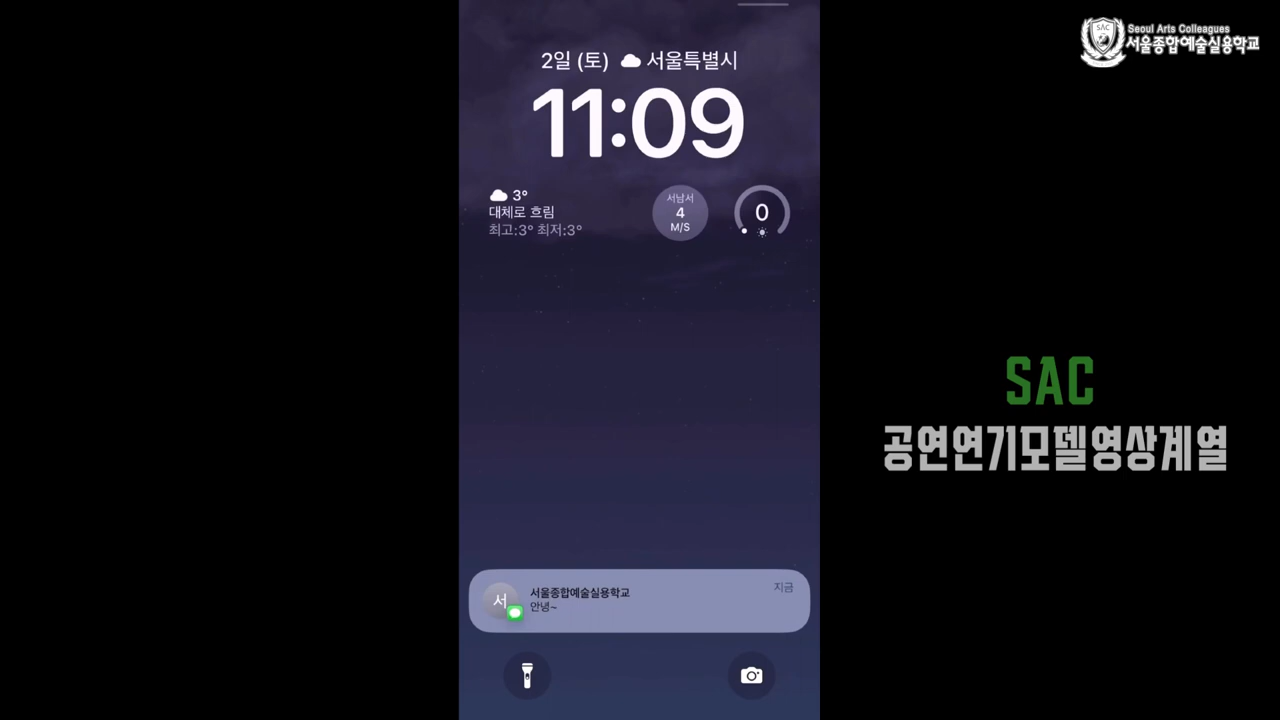 Seoul Arts Colleagues
서울종합예술실용학교
SAC
2일 (토) 서울특별시
11:09
3°
대체로 흐림
최고:3° 최저:3°
서남서
4
M/S
0
SAC
공연연기모델영상계열
서
서울종합예술실용학교
지금
안녕~